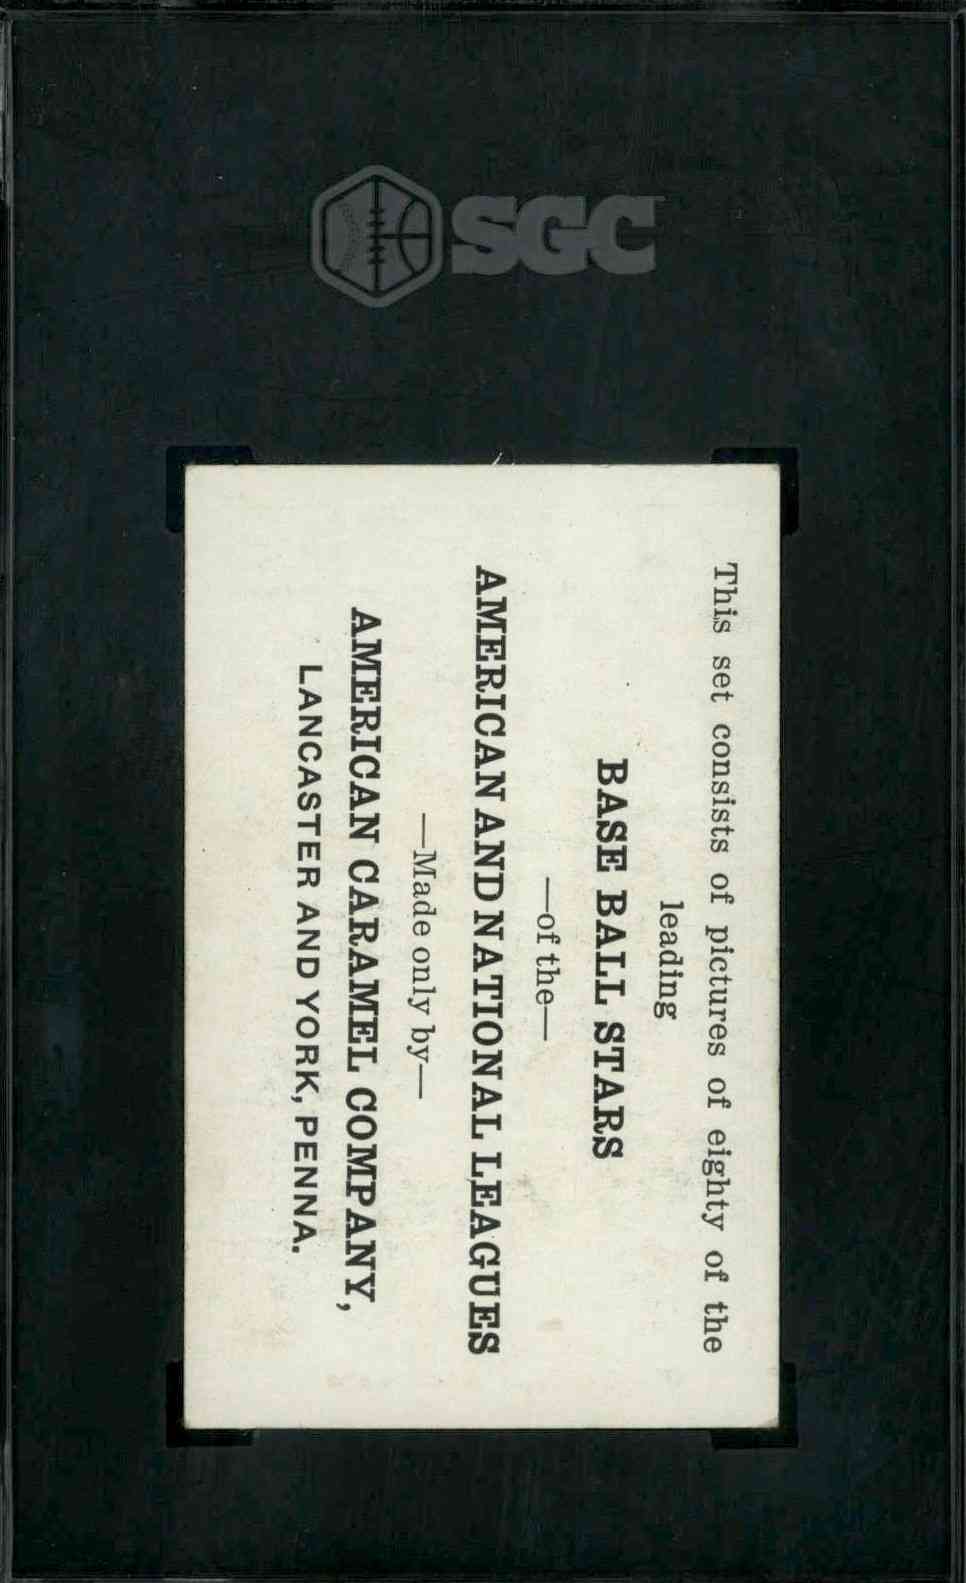 SGC
This set consists of pictures of eighty of the
leading
BASE BALL STARS
—of the—
AMERICAN AND NATIONAL LEAGUES
—Made only by—
AMERICAN CARAMEL COMPANY,
LANCASTER AND YORK, PENNA.